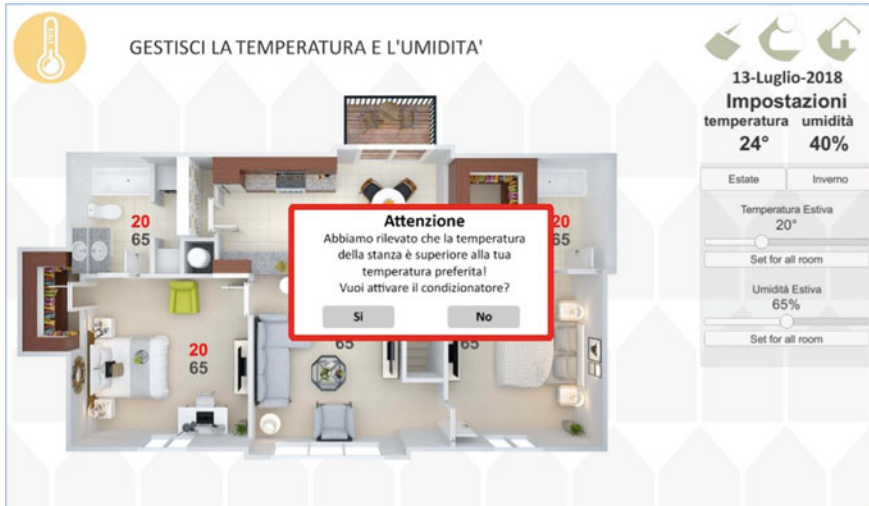 GESTISCI LA TEMPERATURA E L'UMIDITA'
13-Luglio-2018
Impostazioni
temperatura umidità
24° 40%
Estate Inverno
Temperatura Estiva
20°
Set for all room
Umidità Estiva
65%
Set for all room
20
65
20
65
Attenzione
Abbiamo rilevato che la temperatura
della stanza è superiore alla tua
temperatura preferita!
Vuoi attivare il condizionatore?
Si No
20
65
65
65